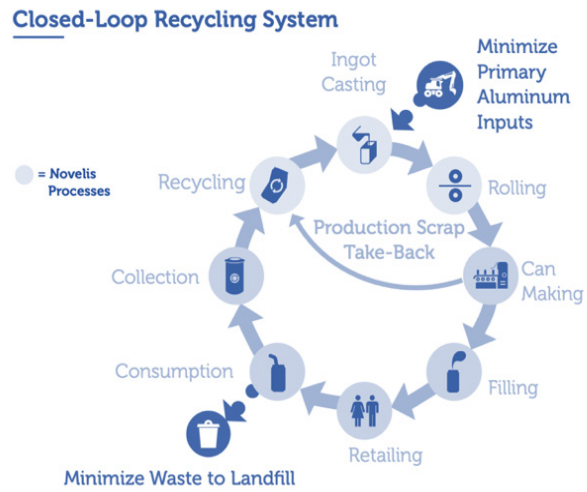 Closed-Loop Recycling System
Minimize
Primary
Aluminum
Inputs
Ingot
Casting
= Novelis
Processes
Recycling
Rolling
Production Scrap
Take-Back
Collection
Can
Making
Consumption
Filling
Retailing
Minimize Waste to Landfill